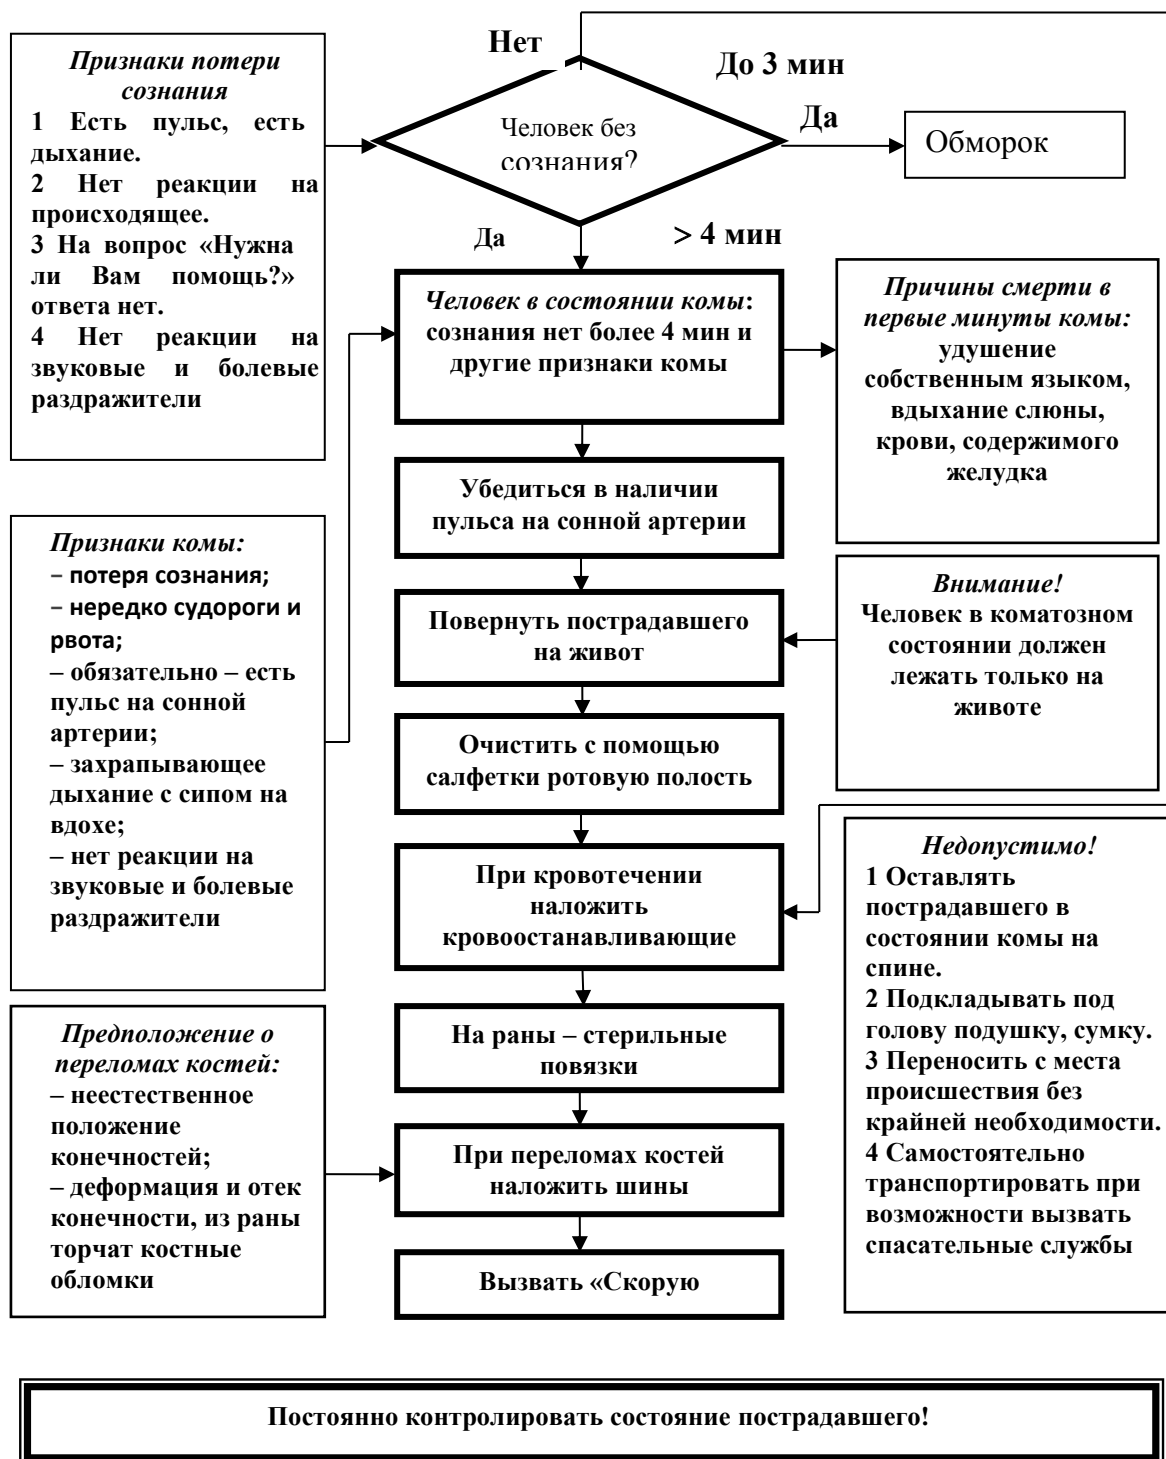 Нет
До 3 мин
Признаки потери
сознания
1 Есть пульс, есть
дыхание.
2 Нет реакции на
происходящее.
3 На вопрос «Нужна
ли Вам помощь?»
ответа нет.
4 Нет реакции на
звуковые и болевые
раздражители
Человек без
сознания?
Да
Обморок
Да
> 4 мин
Человек в состоянии комы:
сознания нет более 4 мин и
другие признаки комы
Причины смерти в
первые минуты комы:
удушение
собственным языком,
вдыхание слюны,
крови, содержимого
желудка
Убедиться в наличии
пульса на сонной артерии
Признаки комы:
– потеря сознания;
– нередко судороги и
рвота;
– обязательно – есть
пульс на сонной
артерии;
– захрапывающее
дыхание с сипом на
вдохе;
– нет реакции на
звуковые и болевые
раздражители
Повернуть пострадавшего
на живот
Внимание!
Человек в коматозном
состоянии должен
лежать только на
животе
Очистить с помощью
салфетки ротовую полость
При кровотечении
наложить
кровоостанавливающие
Недопустимо!
1 Оставлять
пострадавшего в
состоянии комы на
спине.
2 Подкладывать под
голову подушку, сумку.
3 Переносить с места
происшествия без
крайней необходимости.
4 Самостоятельно
транспортировать при
возможности вызвать
спасательные службы
На раны – стерильные
повязки
Предположение о
переломах костей:
– неестественное
положение
конечностей;
– деформация и отек
конечности, из раны
торчат костные
обломки
При переломах костей
наложить шины
Вызвать «Скорую
Постоянно контролировать состояние пострадавшего!